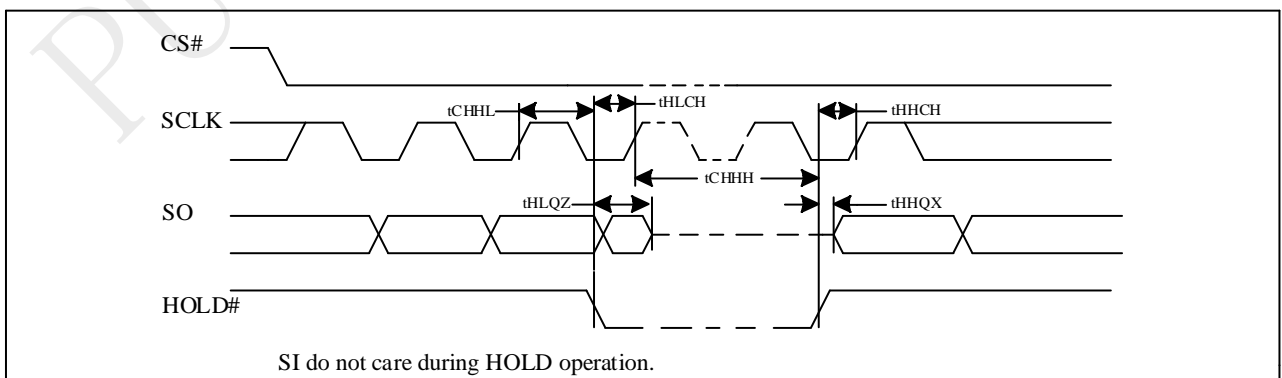 CS#
tCHHL
tHLCH
tHHCH
SCLK
tCHHH
tHLQZ
tHHQX
SO
HOLD#
SI do not care during HOLD operation.